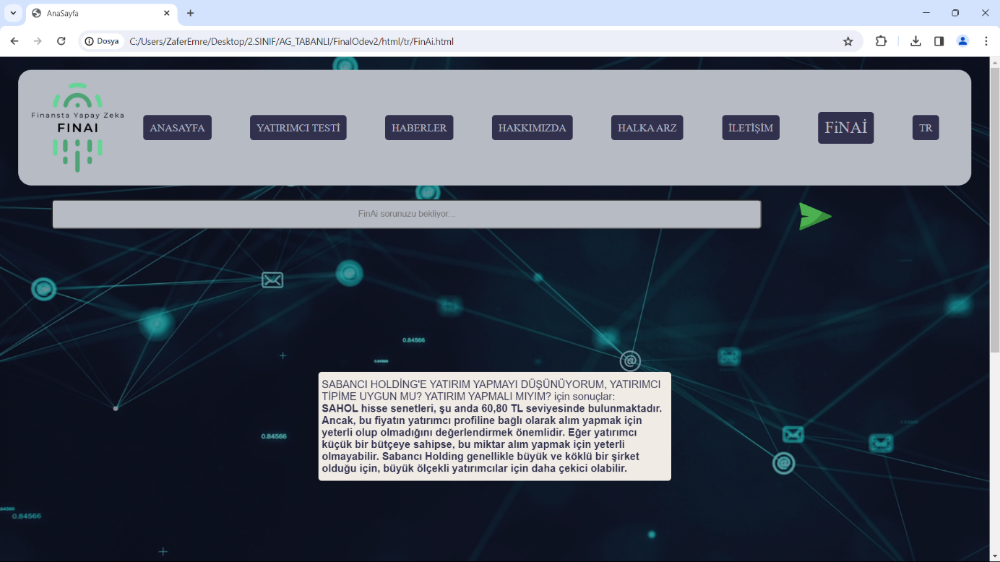 AnaSayfa
Dosya
C:/Users/ZaferEmre/Desktop/2.SINIF/AG_TABANLI/FinalOdev2/html/tr/FinAi.html
Finansta Yapay Zeka
FINAI
ANASAYFA
YATIRIMCI TESTİ
HABERLER
HAKKIMIZDA
HALKA ARZ
İLETİŞİM
FiNAİ
TR
FinAi sorunuzu bekliyor...
0.84566
0.84566
SABANCI HOLDİNG'E YATIRIM YAPMAYI DÜŞÜNÜYORUM, YATIRIMCI
TİPİME UYGUN MU? YATIRIM YAPMALI MIYIM? için sonuçlar:
SAHOL hisse senetleri, şu anda 60,80 TL seviyesinde bulunmaktadır.
Ancak, bu fiyatın yatırımcı profiline bağlı olarak alım yapmak için
yeterli olup olmadığını değerlendirmek önemlidir. Eğer yatırımcı
küçük bir bütçeye sahipse, bu miktar alım yapmak için yeterli
olmayabilir. Sabancı Holding genellikle büyük ve köklü bir şirket
olduğu için, büyük ölçekli yatırımcılar için daha çekici olabilir.
0.84566
0.84566